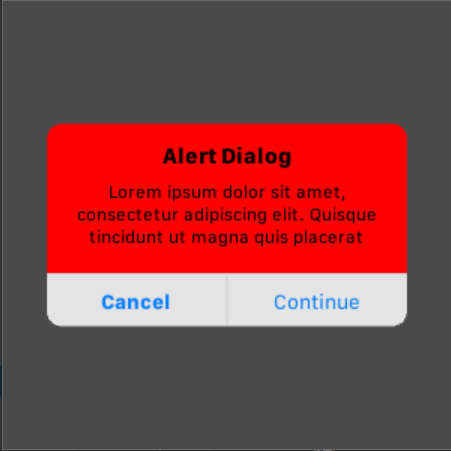 Alert Dialog
Lorem ipsum dolor sit amet,
consectetur adipiscing elit. Quisque
tincidunt ut magna quis placerat
Cancel
Continue